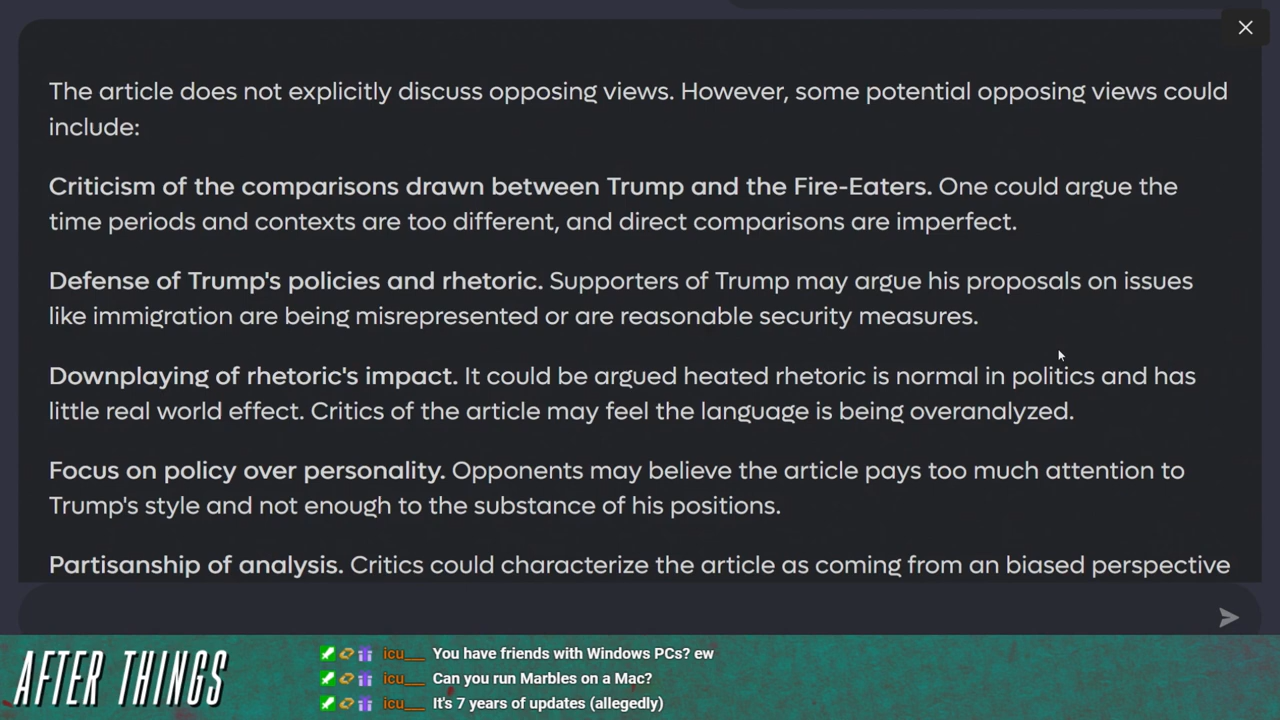 The article does not explicitly discuss opposing views. However, some potential opposing views could
include:
Criticism of the comparisons drawn between Trump and the Fire-Eaters. One could argue the
time periods and contexts are too different, and direct comparisons are imperfect.
Defense of Trump's policies and rhetoric. Supporters of Trump may argue his proposals on issues
like immigration are being misrepresented or are reasonable security measures.
Downplaying of rhetoric's impact. It could be argued heated rhetoric is normal in politics and has
little real world effect. Critics of the article may feel the language is being overanalyzed.
Focus on policy over personality. Opponents may believe the article pays too much attention to
Trump's style and not enough to the substance of his positions.
Partisanship of analysis. Critics could characterize the article as coming from an biased perspective
AFTER THINGS
icu___ You have friends with Windows PCs? ew
icu___ Can you run Marbles on a Mac?
icu___ It's 7 years of updates (allegedly)